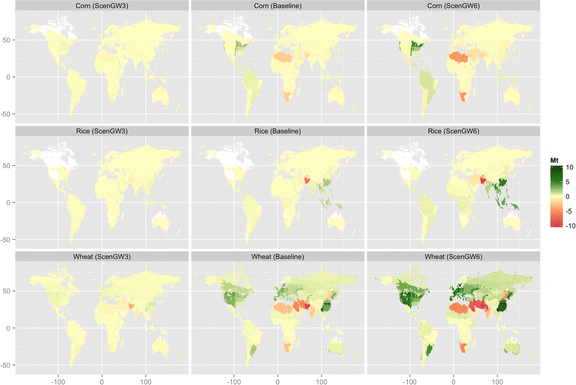 Corn (ScenGW3) Corn (Baseline) Corn (ScenGW6)
50
0
-50
Rice (ScenGW3) Rice (Baseline) Rice (ScenGW6)
50
0
-50
Mt
10
5
0
-5
-10
Wheat (ScenGW3) Wheat (Baseline) Wheat (ScenGW6)
50
0
-50
-100 0 100 -100 0 100 -100 0 100